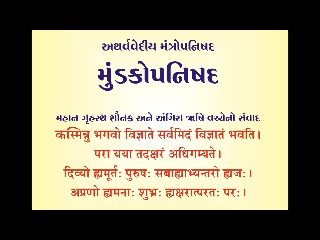 અથર્વવેદીય મંત્રોપનિષદ
મુંડકોપનિષદ
મહાન ગૃહસ્થ શૌનક અને અંગિરા ઋષિ વચ્ચેનો સંવાદ
कस्मिन्नु भगवो विज्ञाते सर्वमिदं विज्ञातं भवति।
परा यया तदक्षरं अधिगम्यते।
दिव्यो ह्यमूर्तः पुरुषः सबाह्याभ्यन्तरो ह्यजः।
अप्रणो ह्यमनाः शुभ्रः ह्यक्षरात्परतः परः।